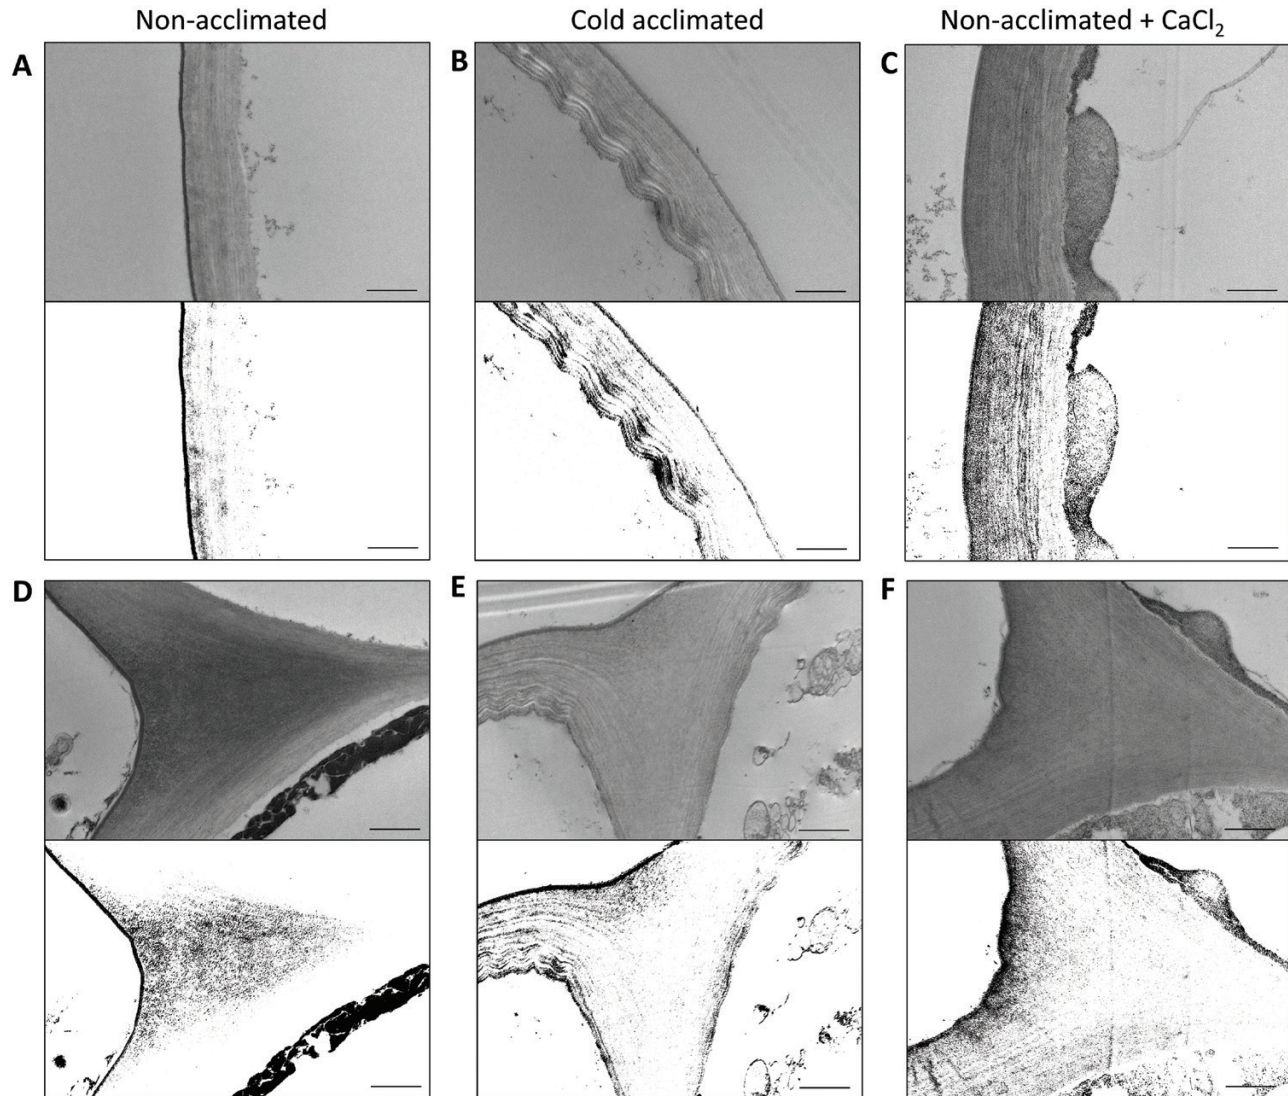 Non-acclimated
Cold acclimated
Non-acclimated + CaCl₂
A
B
C
D
E
F